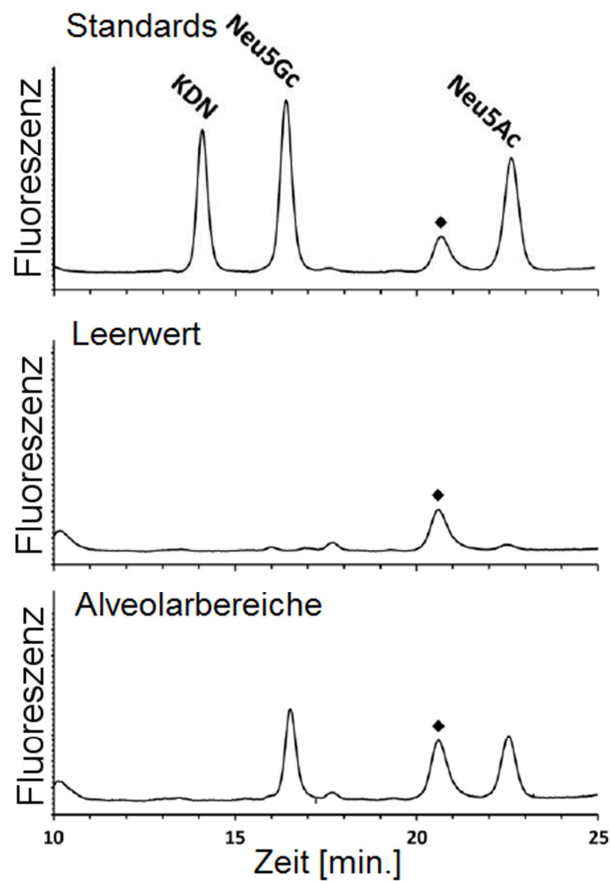 Standards
KDN
Neu5Gc
Neu5Ac
Fluoreszenz
Leerwert
Fluoreszenz
Alveolarbereiche
Fluoreszenz
10 15 20 25
Zeit [min.]